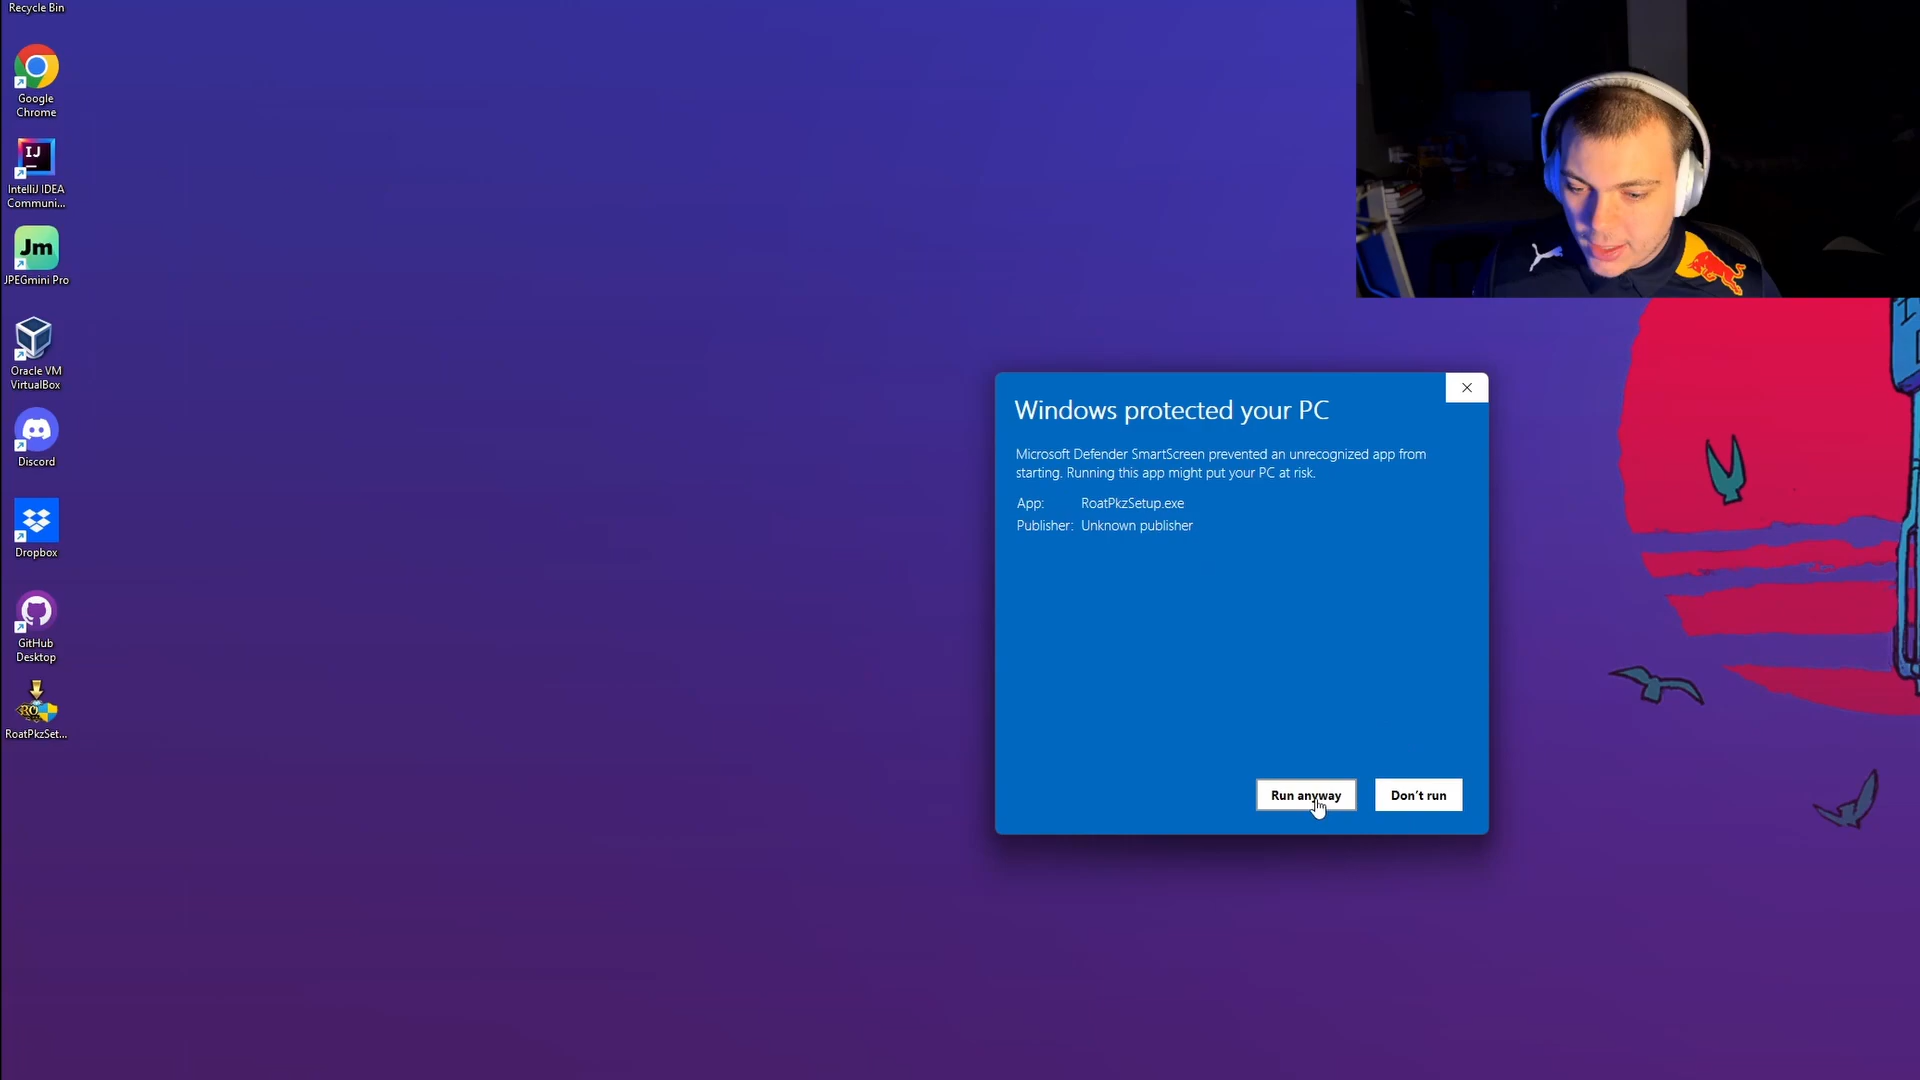 Recycle Bin
Google
Chrome
IJ
IntelliJ IDEA
Communi...
Jm
JPEGmini Pro
Oracle VM
VirtualBox
Discord
Dropbox
GitHub
Desktop
RO
RoatPkzSet...
Windows protected your PC
Microsoft Defender SmartScreen prevented an unrecognized app from
starting. Running this app might put your PC at risk.
App: RoatPkzSetup.exe
Publisher: Unknown publisher
Run anyway
Don't run